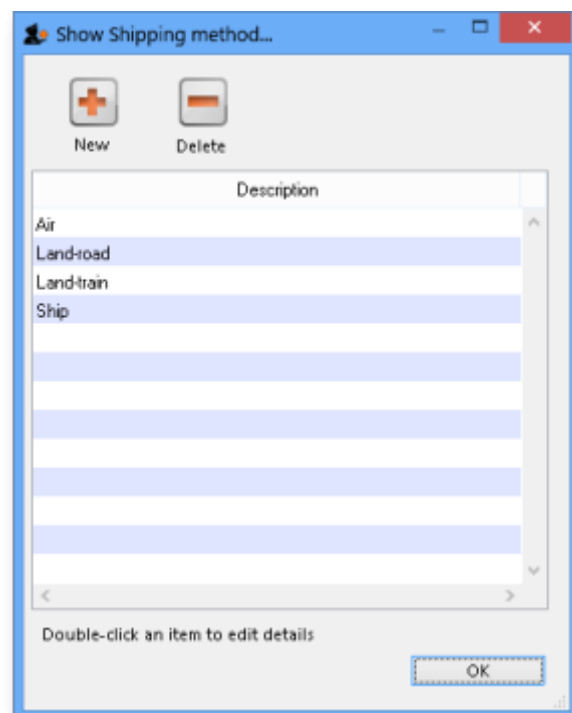 Show Shipping method...
New Delete
Description
Air
Land-road
Land-train
Ship
Double-click an item to edit details
OK